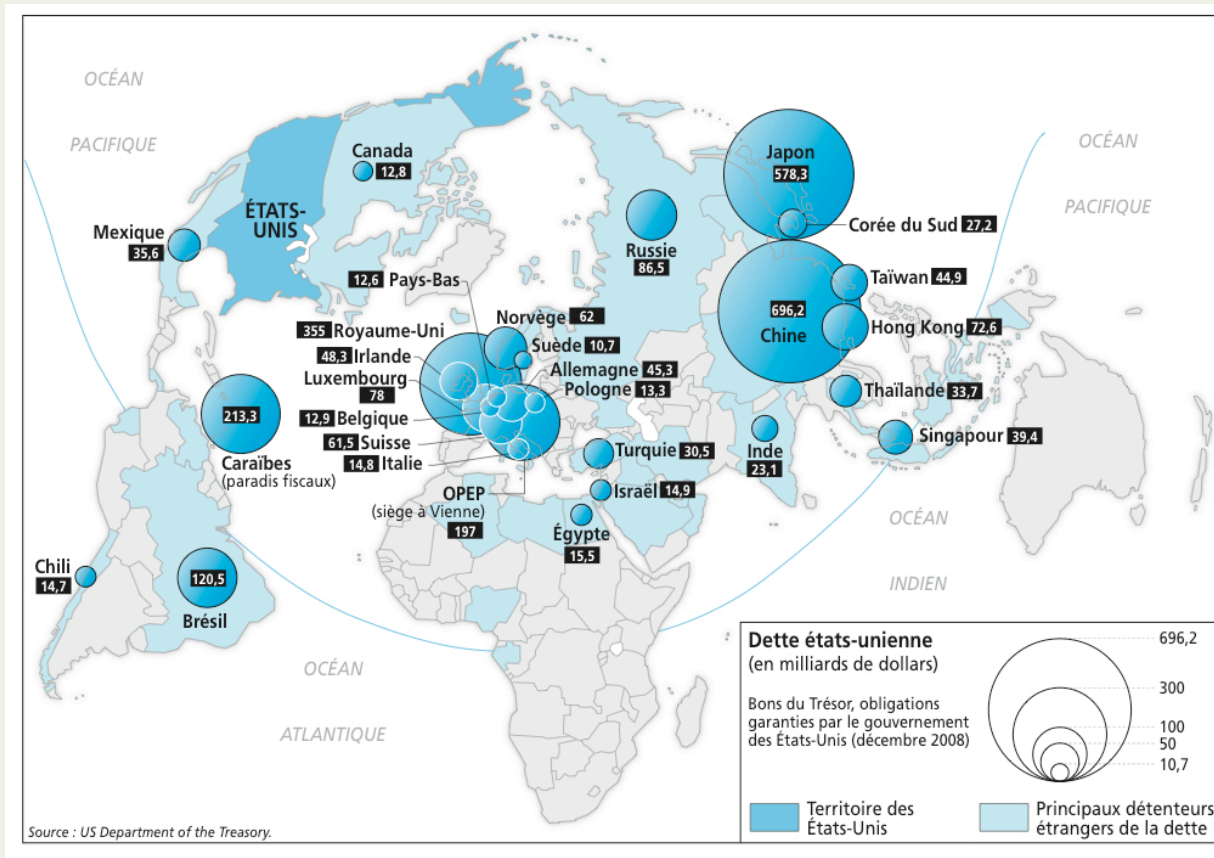 OCÉAN
PACIFIQUE
Canada
12,8
ÉTATS-
UNIS
Mexique
35,6
Japon
578,3
OCÉAN
PACIFIQUE
Corée du Sud 27,2
Russie
86,5
12,6 Pays-Bas
Taïwan 44,9
696,2
Chine
Hong Kong 72,6
Norvège 62
355 Royaume-Uni
Suède 10,7
48,3 Irlande
Allemagne 45,3
Luxembourg
78
Pologne 13,3
Thaïlande 33,7
213,3
Caraïbes
(paradis fiscaux)
12,9 Belgique
61,5 Suisse
14,8 Italie
Turquie 30,5
Inde
23,1
Singapour
39,4
OPEP
(siège à Vienne)
197
Israël 14,9
Égypte
15,5
OCÉAN
INDIEN
Chili
14,7
120,5
Brésil
OCÉAN
ATLANTIQUE
Dette états-unienne
(en milliards de dollars)
Bons du Trésor, obligations
garanties par le gouvernement
des États-Unis (décembre 2008)
696,2
300
100
50
10,7
Territoire des
États-Unis
Principaux détenteurs
étrangers de la dette
Source : US Department of the Treasury.